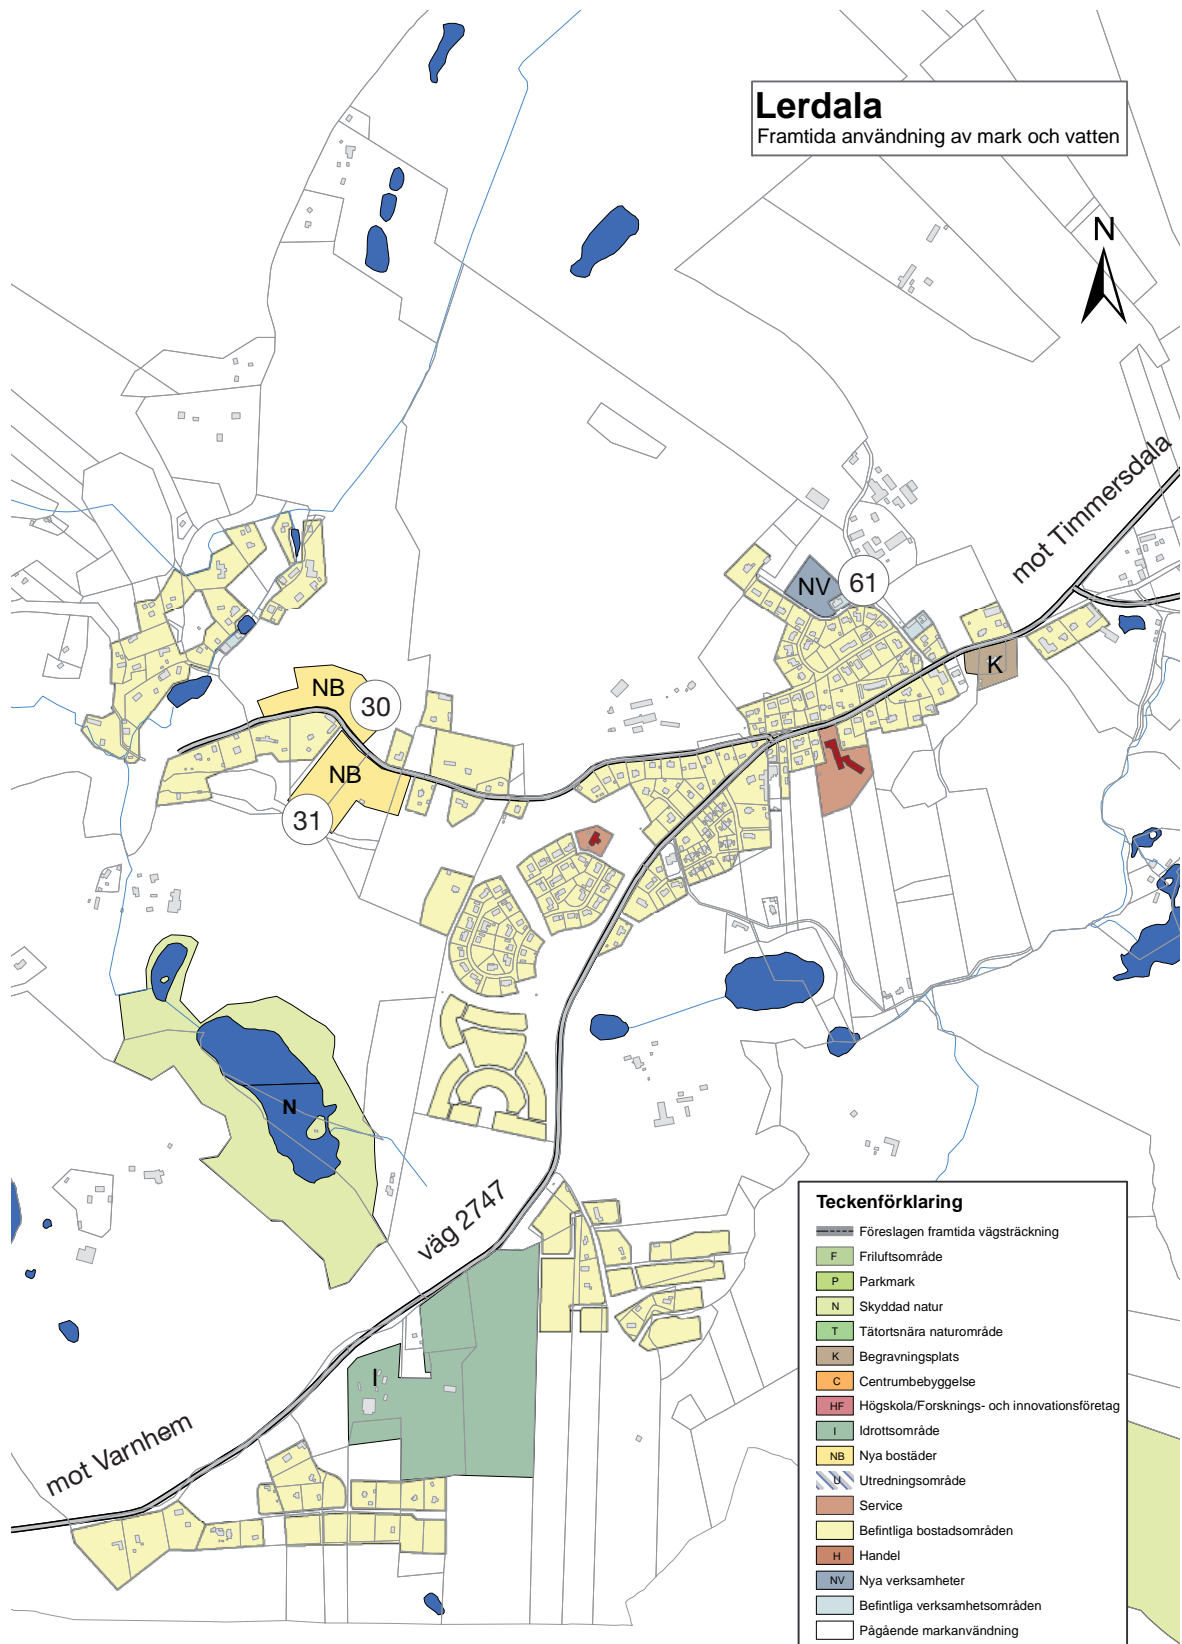 Lerdala
Framtida användning av mark och vatten
N
mot Timmersdala
NV
61
K
NB
30
NB
31
N
väg 2747
I
mot Varnhem
Teckenförklaring
Föreslagen framtida vägsträckning
F Friluftsområde
P Parkmark
N Skyddad natur
T Tätortsnära naturområde
K Begravningsplats
C Centrumbebyggelse
HF Högskola/Forsknings- och innovationsföretag
I Idrottsområde
NB Nya bostäder
U Utredningsområde
Service
Befintliga bostadsområden
H Handel
NV Nya verksamheter
Befintliga verksamhetsområden
Pågående markanvändning